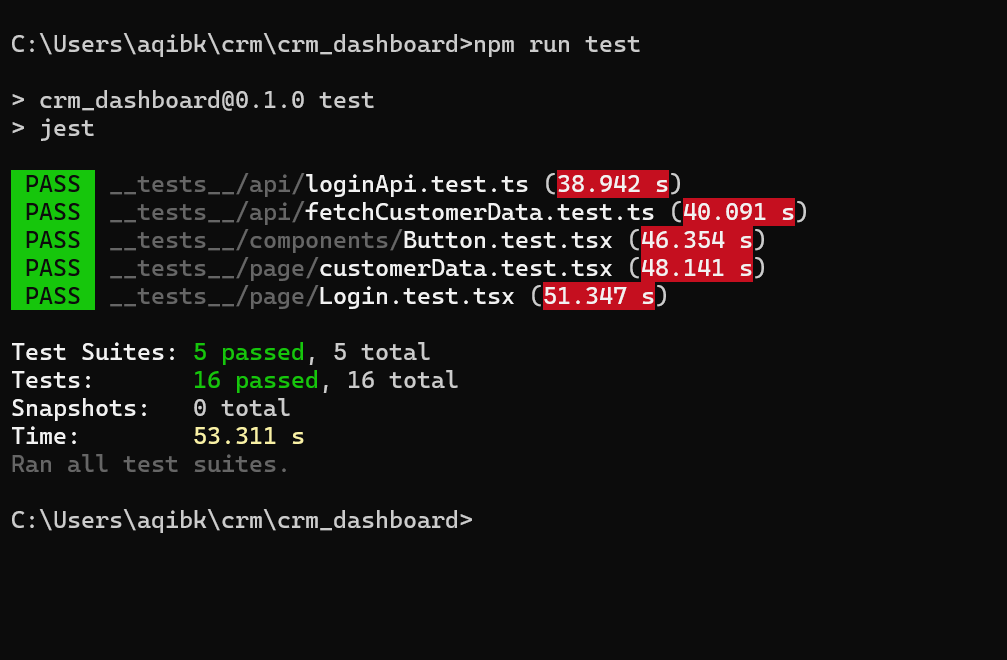 C:\Users\aqibk\crm\crm_dashboard>npm run test
> crm_dashboard@0.1.0 test
> jest
PASS __tests__/api/loginApi.test.ts (38.942 s)
PASS __tests__/api/fetchCustomerData.test.ts (40.091 s)
PASS __tests__/components/Button.test.tsx (46.354 s)
PASS __tests__/page/customerData.test.tsx (48.141 s)
PASS __tests__/page/Login.test.tsx (51.347 s)
Test Suites: 5 passed, 5 total
Tests: 16 passed, 16 total
Snapshots: 0 total
Time: 53.311 s
Ran all test suites.
C:\Users\aqibk\crm\crm_dashboard>